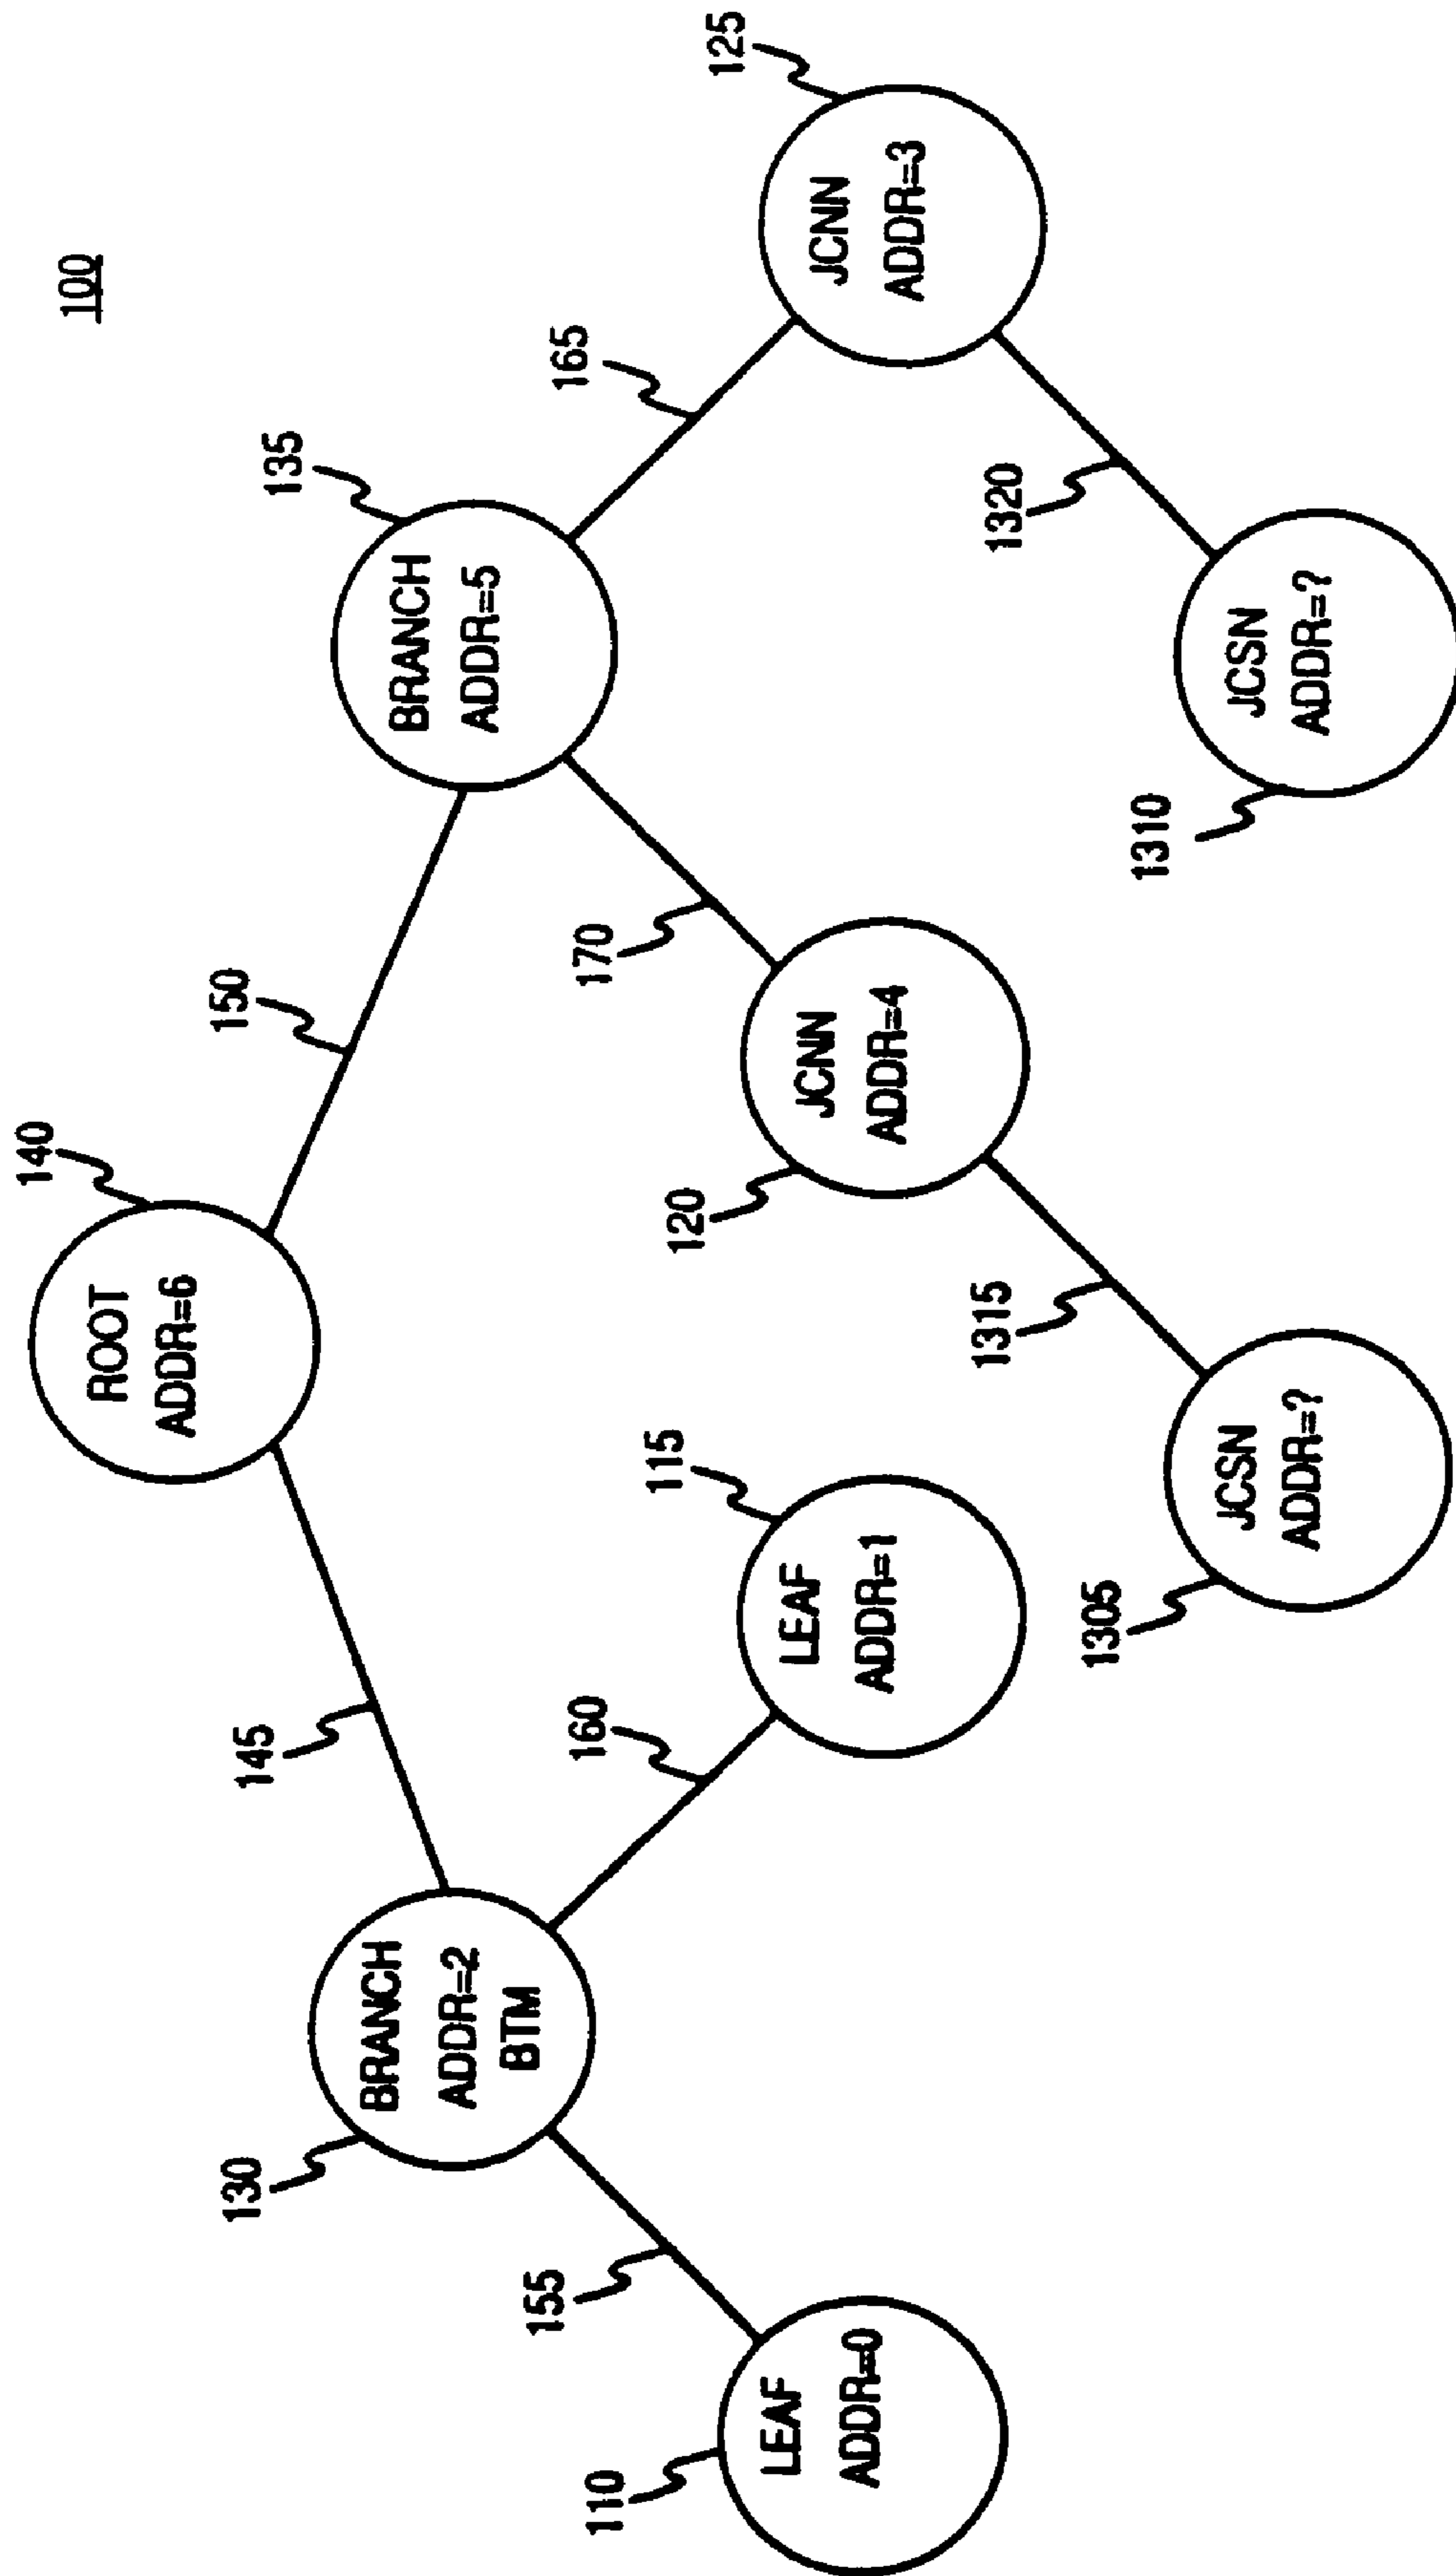 100
140
ROOT
ADDR=6
145
150
130
BRANCH
ADDR=2
BTM
135
BRANCH
ADDR=5
155
160
170
165
110
LEAF
ADDR=0
115
LEAF
ADDR=1
120
JCNN
ADDR=4
125
JCNN
ADDR=3
1315
1320
1305
JCSN
ADDR=?
1310
JCSN
ADDR=?